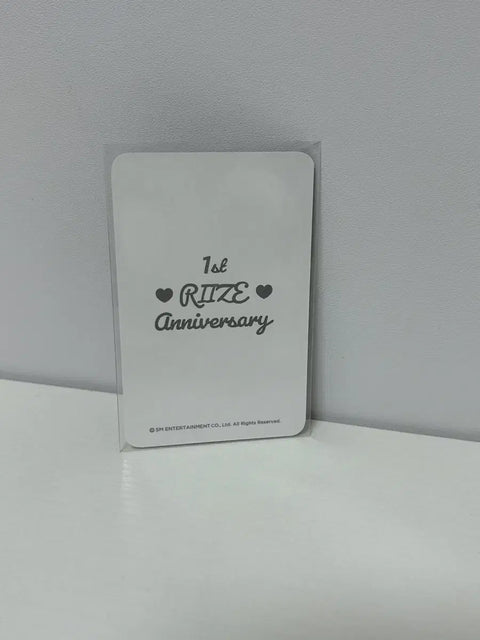 1st
♥ RIIZE ♥
Anniversary
© SM ENTERTAINMENT CO., Ltd. All Rights Reserved.